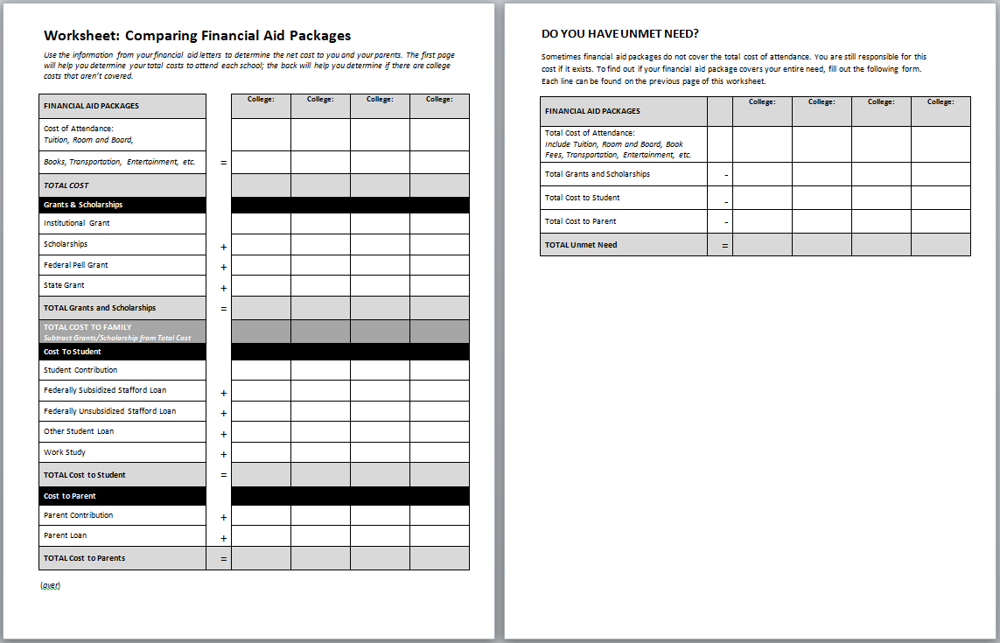 Worksheet: Comparing Financial Aid Packages
Use the information from your financial aid letters to determine the net cost to you and your parents. The first page
will help you determine your total costs to attend each school; the back will help you determine if there are college
costs that aren't covered.
FINANCIAL AID PACKAGES College: College: College: College:
Cost of Attendance:
Tuition, Room and Board,
Books, Transportation, Entertainment, etc. =
TOTAL COST
Grants & Scholarships
Institutional Grant
Scholarships +
Federal Pell Grant +
State Grant +
TOTAL Grants and Scholarships =
TOTAL COST TO FAMILY
Subtract Grants/Scholarship from Total Cost
Cost To Student
Student Contribution
Federally Subsidized Stafford Loan +
Federally Unsubsidized Stafford Loan +
Other Student Loan +
Work Study +
TOTAL Cost to Student =
Cost to Parent
Parent Contribution +
Parent Loan +
TOTAL Cost to Parents =
(over)
DO YOU HAVE UNMET NEED?
Sometimes financial aid packages do not cover the total cost of attendance. You are still responsible for this
cost if it exists. To find out if your financial aid package covers your entire need, fill out the following form.
Each line can be found on the previous page of this worksheet.
FINANCIAL AID PACKAGES College: College: College: College:
Total Cost of Attendance:
Include Tuition, Room and Board, Book
Fees, Transportation, Entertainment, etc.
Total Grants and Scholarships -
Total Cost to Student -
Total Cost to Parent -
TOTAL Unmet Need =